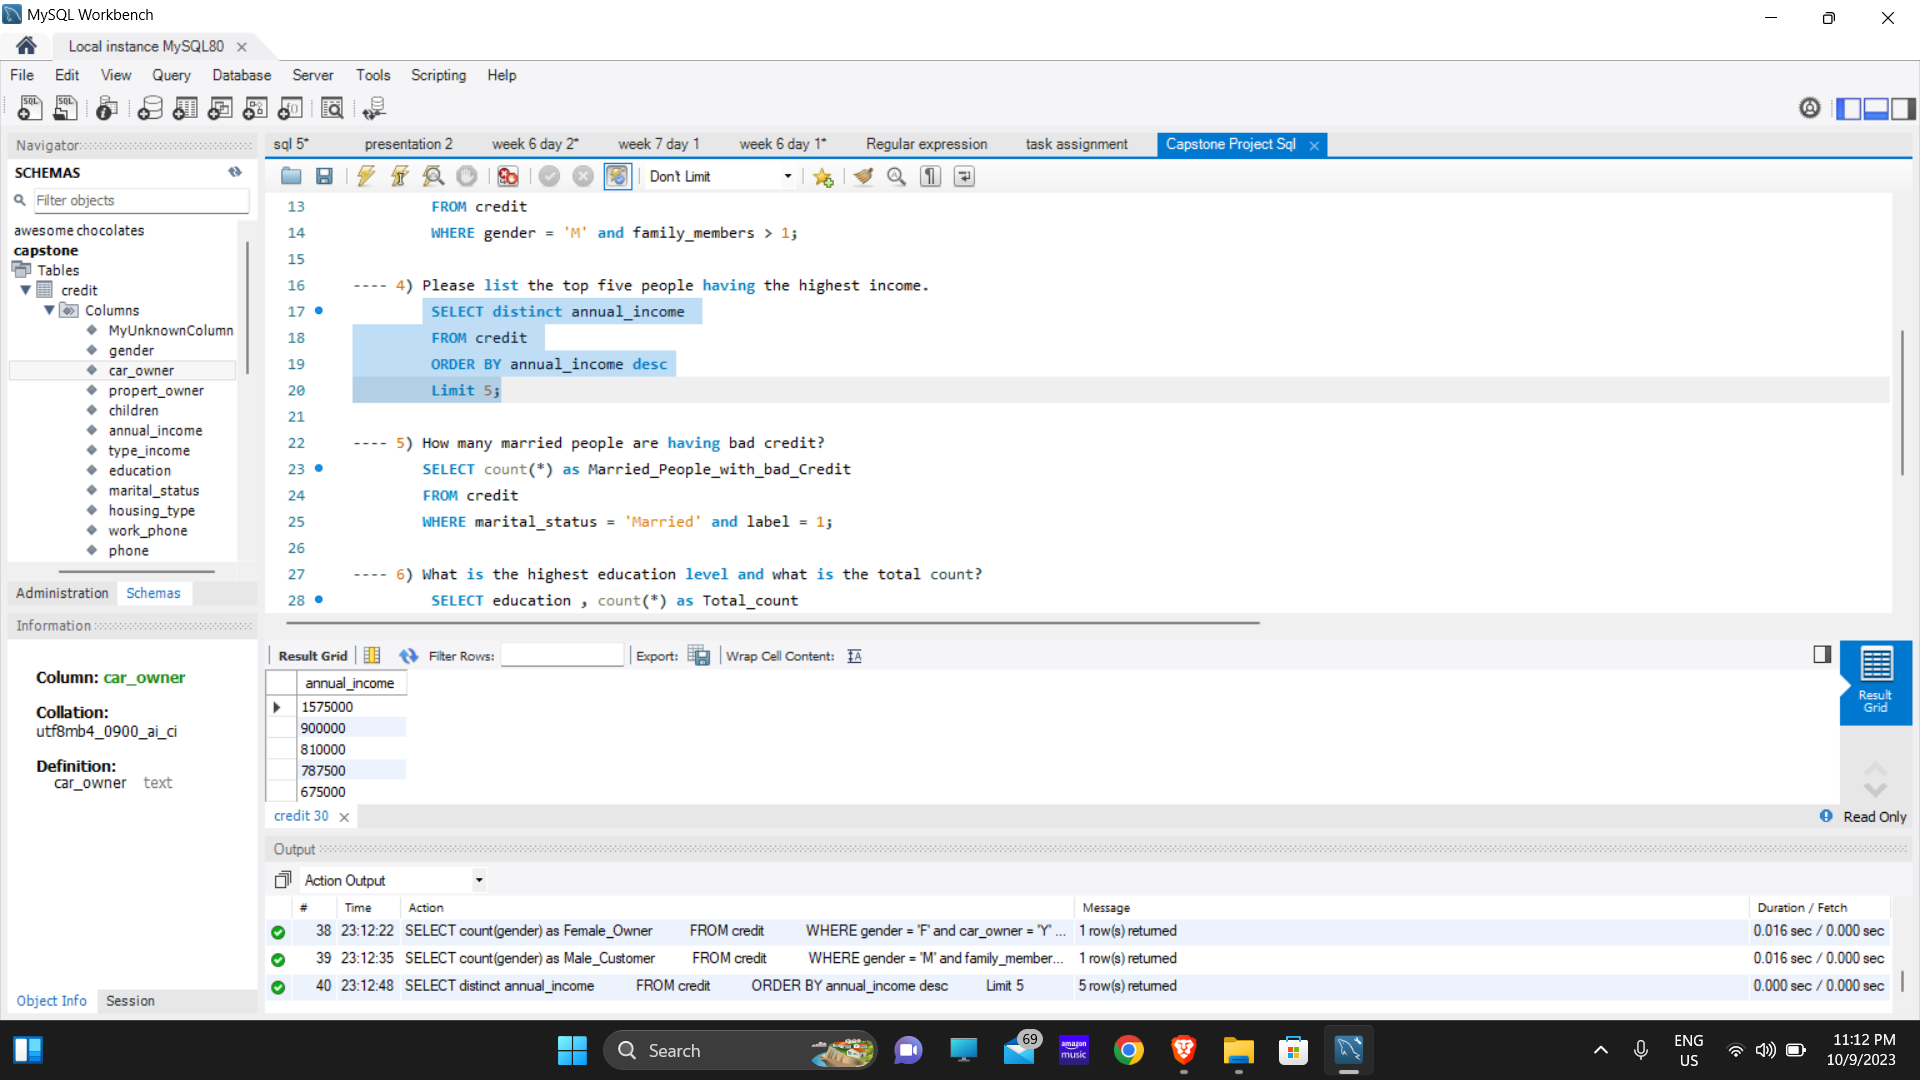 MySQL Workbench
Local instance MySQL80
File Edit View Query Database Server Tools Scripting Help
Navigator
SCHEMAS
Filter objects
awesome chocolates
capstone
Tables
credit
Columns
MyUnknownColumn
gender
car_owner
propert_owner
children
annual_income
type_income
education
marital_status
housing_type
work_phone
phone
Administration Schemas
Information
Column: car_owner
Collation:
utf8mb4_0900_ai_ci
Definition:
car_owner text
Object Info Session
sql 5* presentation 2 week 6 day 2* week 7 day 1 week 6 day 1* Regular expression task assignment Capstone Project Sql
Don't Limit
13 FROM credit
14 WHERE gender = 'M' and family_members > 1;
15
16 ---- 4) Please list the top five people having the highest income.
17 SELECT distinct annual_income
18 FROM credit
19 ORDER BY annual_income desc
20 Limit 5;
21
22 ---- 5) How many married people are having bad credit?
23 SELECT count(*) as Married_People_with_bad_Credit
24 FROM credit
25 WHERE marital_status = 'Married' and label = 1;
26
27 ---- 6) What is the highest education level and what is the total count?
28 SELECT education , count(*) as Total_count
Result Grid Filter Rows: Export: Wrap Cell Content:
annual_income
1575000
900000
810000
787500
675000
Result
Grid
credit 30
Read Only
Output
Action Output
# Time Action Message Duration / Fetch
38 23:12:22 SELECT count(gender) as Female_Owner FROM credit WHERE gender = 'F' and car_owner = 'Y' ... 1 row(s) returned 0.016 sec / 0.000 sec
39 23:12:35 SELECT count(gender) as Male_Customer FROM credit WHERE gender = 'M' and family_member... 1 row(s) returned 0.016 sec / 0.000 sec
40 23:12:48 SELECT distinct annual_income FROM credit ORDER BY annual_income desc Limit 5 5 row(s) returned 0.000 sec / 0.000 sec
Search
69
amazon
music
ENG
US
11:12 PM
10/9/2023